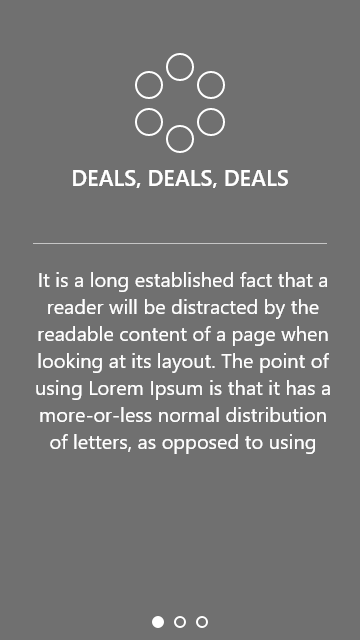 DEALS, DEALS, DEALS
It is a long established fact that a
reader will be distracted by the
readable content of a page when
looking at its layout. The point of
using Lorem Ipsum is that it has a
more-or-less normal distribution
of letters, as opposed to using